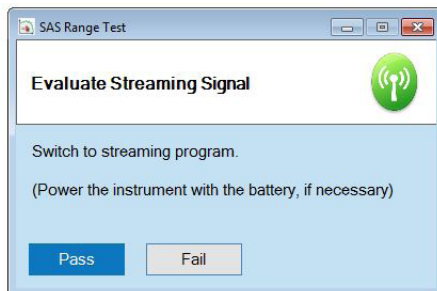 SAS Range Test
Evaluate Streaming Signal
Switch to streaming program.
(Power the instrument with the battery, if necessary)
Pass
Fail